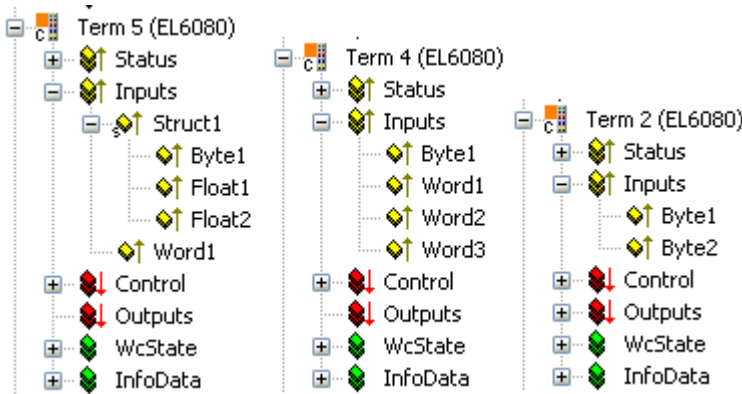 Term 5 (EL6080)
Status
Inputs
Struct1
Byte1
Float1
Float2
Word1
Control
Outputs
WcState
InfoData
Term 4 (EL6080)
Status
Inputs
Byte1
Word1
Word2
Word3
Control
Outputs
WcState
InfoData
Term 2 (EL6080)
Status
Inputs
Byte1
Byte2
Control
Outputs
WcState
InfoData